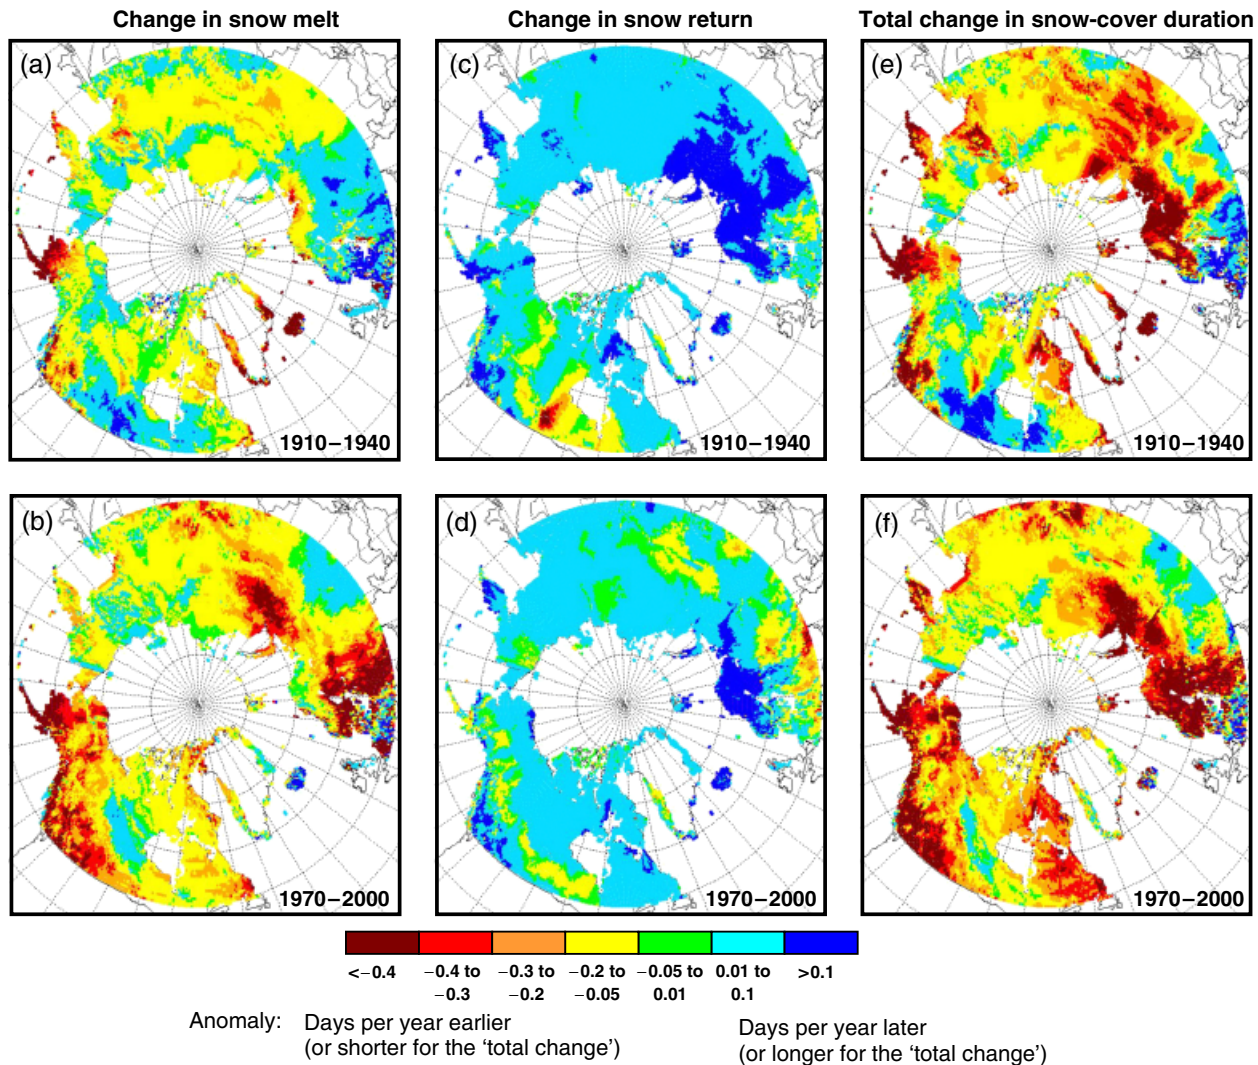 Change in snow melt
Change in snow return
Total change in snow-cover duration
(a)
(c)
(e)
1910−1940
1910−1940
1910−1940
(b)
(d)
(f)
1970−2000
1970−2000
1970−2000
<−0.4
−0.4 to
−0.3
−0.3 to
−0.2
−0.2 to
−0.05
−0.05 to
0.01
0.01 to
0.1
>0.1
Anomaly:
Days per year earlier
(or shorter for the ‘total change’)
Days per year later
(or longer for the ‘total change’)